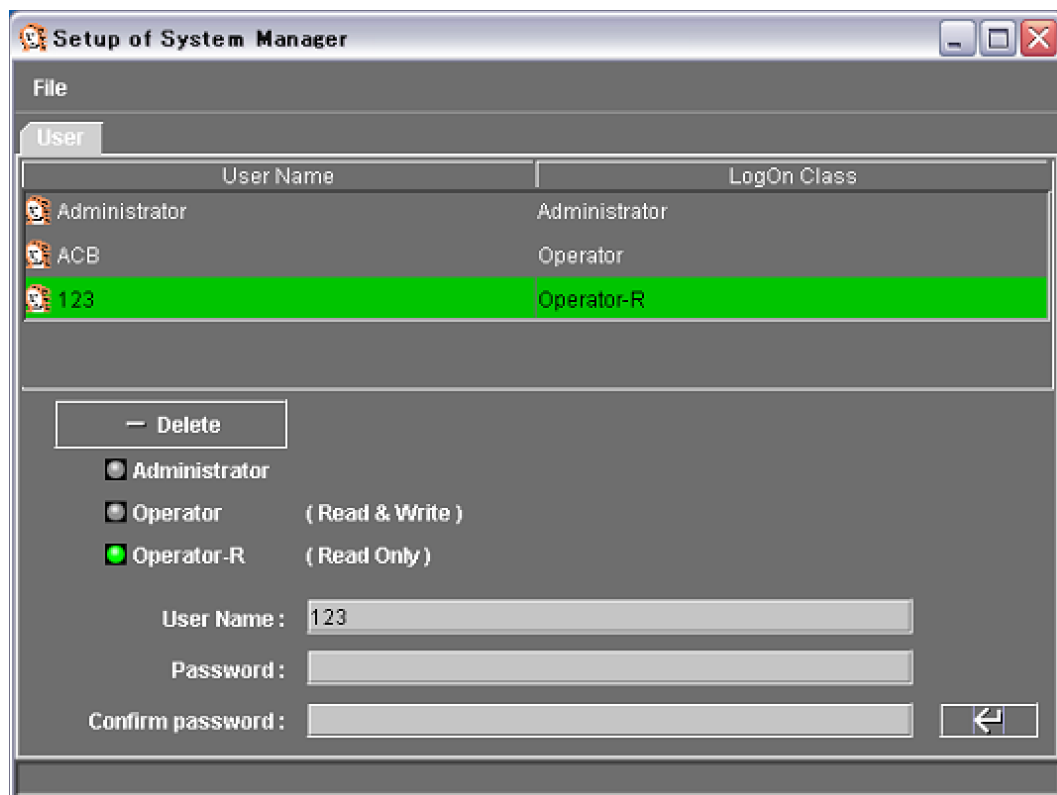 Setup of System Manager
File
User
User Name LogOn Class
Administrator Administrator
ACB Operator
123 Operator-R
— Delete
Administrator
Operator ( Read & Write )
Operator-R ( Read Only )
User Name : 123
Password :
Confirm password :